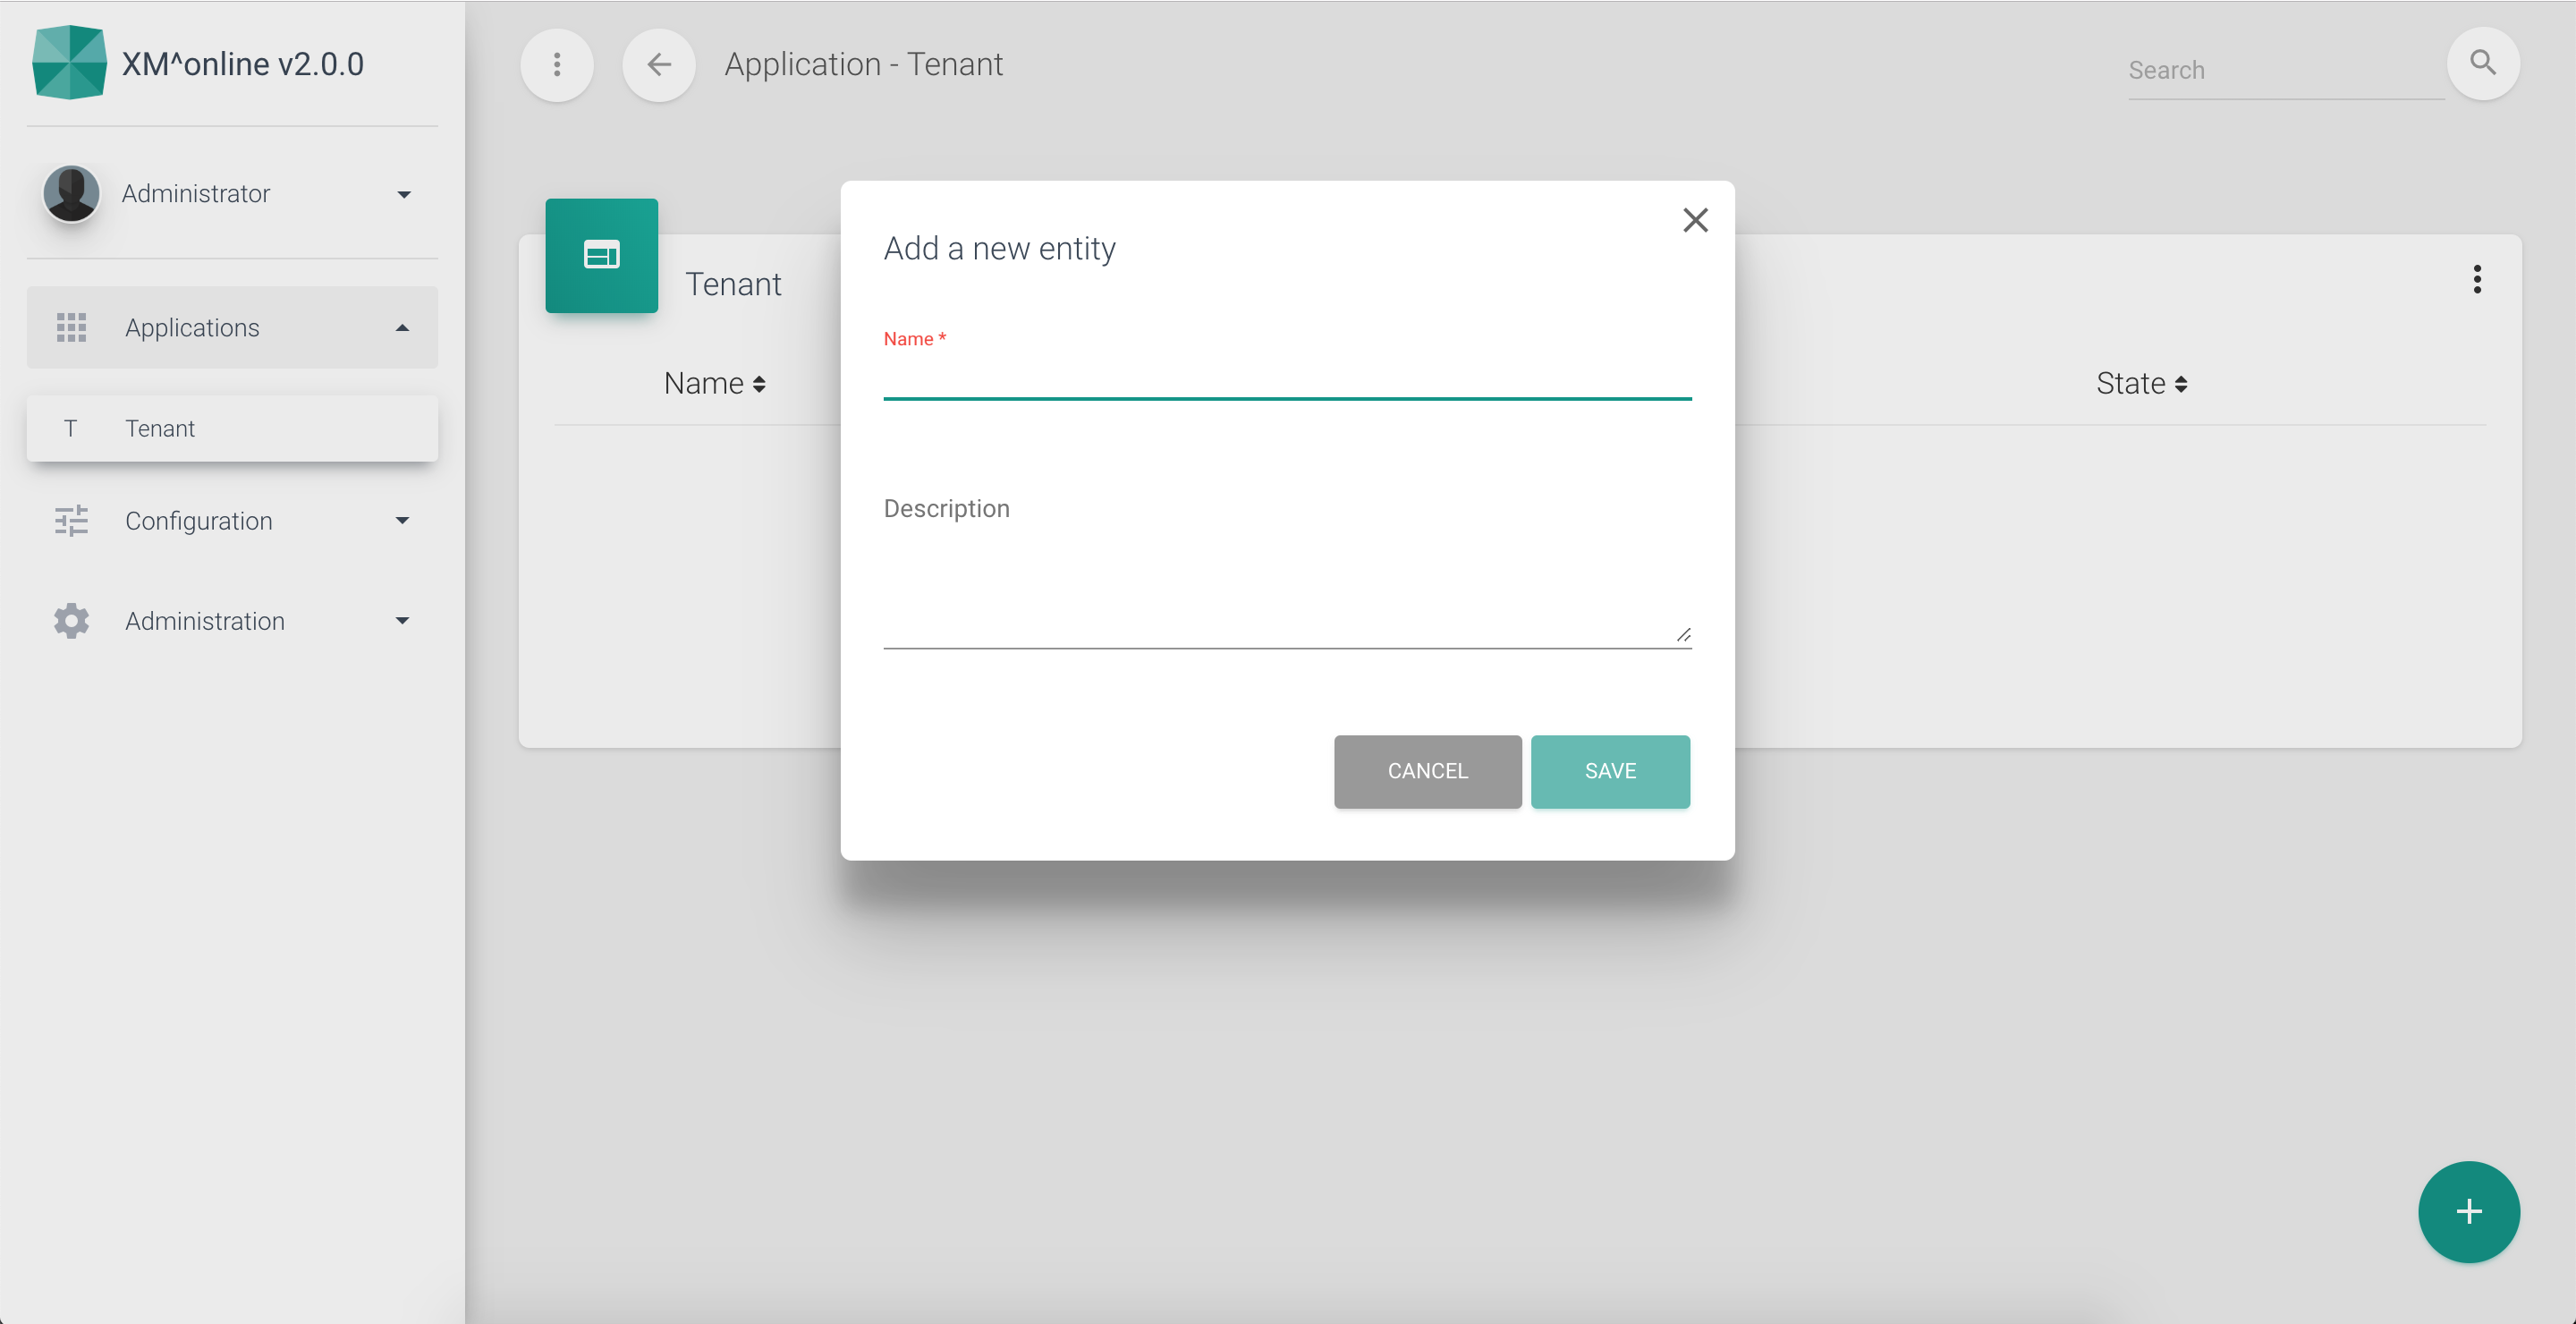 XM^online v2.0.0
Administrator
Applications
T Tenant
Configuration
Administration
Application - Tenant
Search
Tenant
Name
State
Add a new entity
Name *
Description
CANCEL
SAVE